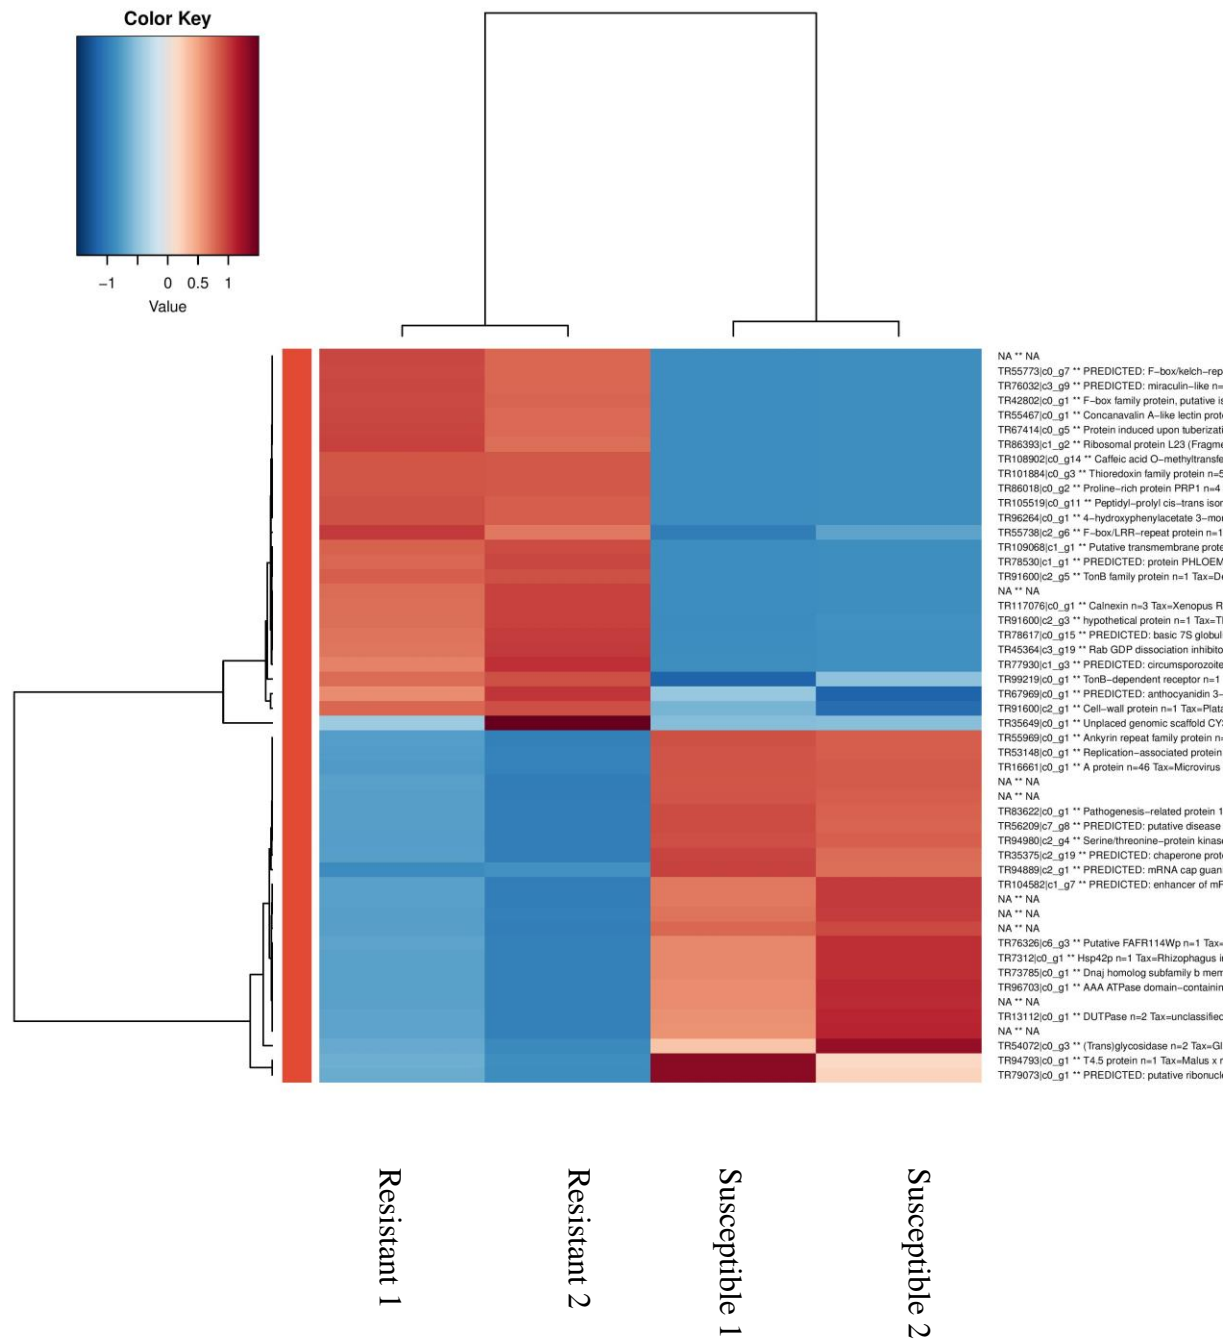 Color Key
−1 0 0.5 1
Value
NA ** NA
TR55773|c0_g7 ** PREDICTED: F−box/kelch−rep
TR76032|c3_g9 ** PREDICTED: miraculin−like n=
TR42802|c0_g1 ** F−box family protein, putative is
TR55467|c0_g1 ** Concanavalin A−like lectin prote
TR67414|c0_g5 ** Protein induced upon tuberizati
TR86393|c1_g2 ** Ribosomal protein L23 (Fragme
TR108902|c0_g14 ** Caffeic acid O−methyltransfe
TR101884|c0_g3 ** Thioredoxin family protein n=5
TR86018|c0_g2 ** Proline−rich protein PRP1 n=4
TR105519|c0_g11 ** Peptidyl−prolyl cis−trans isor
TR96264|c0_g1 ** 4−hydroxyphenylacetate 3−mo
TR55738|c2_g6 ** F−box/LRR−repeat protein n=1
TR109068|c1_g1 ** Putative transmembrane prote
TR78530|c1_g1 ** PREDICTED: protein PHLOEM
TR91600|c2_g5 ** TonB family protein n=1 Tax=De
NA ** NA
TR117076|c0_g1 ** Calnexin n=3 Tax=Xenopus R
TR91600|c2_g3 ** hypothetical protein n=1 Tax=Tl
TR78617|c0_g15 ** PREDICTED: basic 7S globul
TR45364|c3_g19 ** Rab GDP dissociation inhibito
TR77930|c1_g3 ** PREDICTED: circumsporozoite
TR99219|c0_g1 ** TonB−dependent receptor n=1
TR67969|c0_g1 ** PREDICTED: anthocyanidin 3−
TR91600|c2_g1 ** Cell−wall protein n=1 Tax=Plata
TR35649|c0_g1 ** Unplaced genomic scaffold CY
TR55969|c0_g1 ** Ankyrin repeat family protein n=
TR53148|c0_g1 ** Replication−associated protein
TR16661|c0_g1 ** A protein n=46 Tax=Microvirus
NA ** NA
NA ** NA
TR83622|c0_g1 ** Pathogenesis−related protein 1
TR56209|c7_g8 ** PREDICTED: putative disease
TR94980|c2_g4 ** Serine/threonine−protein kinase
TR35375|c2_g19 ** PREDICTED: chaperone prote
TR94889|c2_g1 ** PREDICTED: mRNA cap guan
TR104582|c1_g7 ** PREDICTED: enhancer of mF
NA ** NA
NA ** NA
NA ** NA
TR76326|c6_g3 ** Putative FAFR114Wp n=1 Tax=
TR7312|c0_g1 ** Hsp42p n=1 Tax=Rhizophagus i
TR73785|c0_g1 ** Dnaj homolog subfamily b mem
TR96703|c0_g1 ** AAA ATPase domain−containin
NA ** NA
TR13112|c0_g1 ** DUTPase n=2 Tax=unclassified
NA ** NA
TR54072|c0_g3 ** (Trans)glycosidase n=2 Tax=Gl
TR94793|c0_g1 ** T4.5 protein n=1 Tax=Malus x
TR79073|c0_g1 ** PREDICTED: putative ribonucle
Resistant 1
Resistant 2
Susceptible 1
Susceptible 2